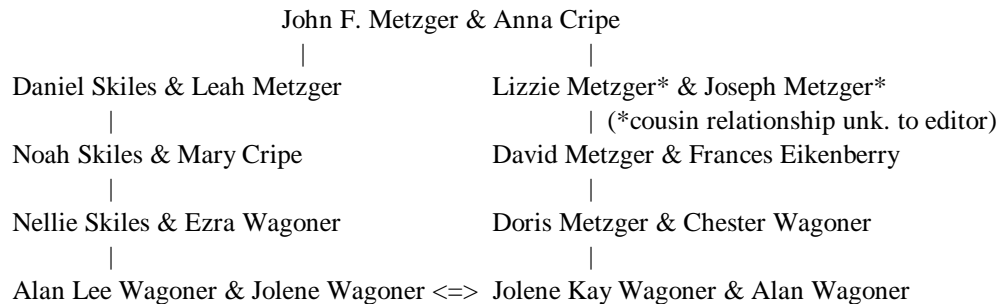 John F. Metzger & Anna Cripe
| |
Daniel Skiles & Leah Metzger Lizzie Metzger* & Joseph Metzger*
| | (*cousin relationship unk. to editor)
Noah Skiles & Mary Cripe David Metzger & Frances Eikenberry
| |
Nellie Skiles & Ezra Wagoner Doris Metzger & Chester Wagoner
| |
Alan Lee Wagoner & Jolene Wagoner <=> Jolene Kay Wagoner & Alan Wagoner